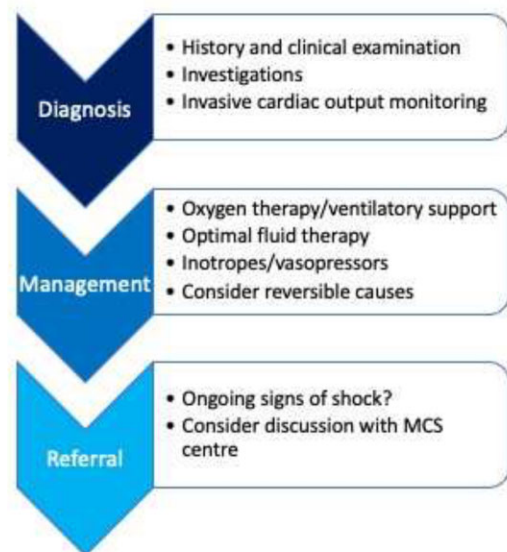 Diagnosis
• History and clinical examination
• Investigations
• Invasive cardiac output monitoring
Management
• Oxygen therapy/ventilatory support
• Optimal fluid therapy
• Inotropes/vasopressors
• Consider reversible causes
Referral
• Ongoing signs of shock?
• Consider discussion with MCS
centre